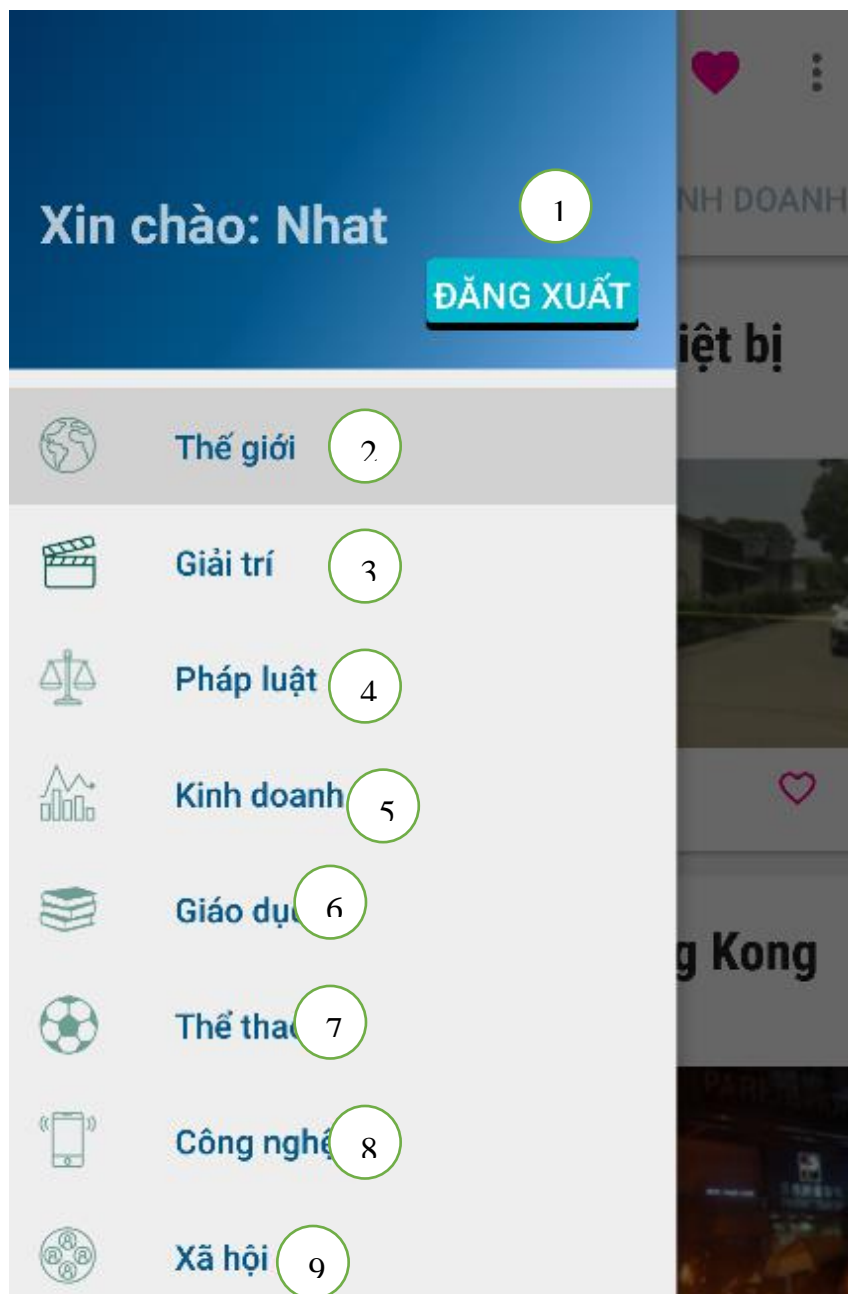 Xin chào: Nhat
1
NH DOANH
ĐĂNG XUẤT
iệt bị
Thế giới 2
Giải trí 3
Pháp luật 4
Kinh doanh 5
Giáo dục 6
g Kong
Thể thao 7
Công nghệ 8
Xã hội 9